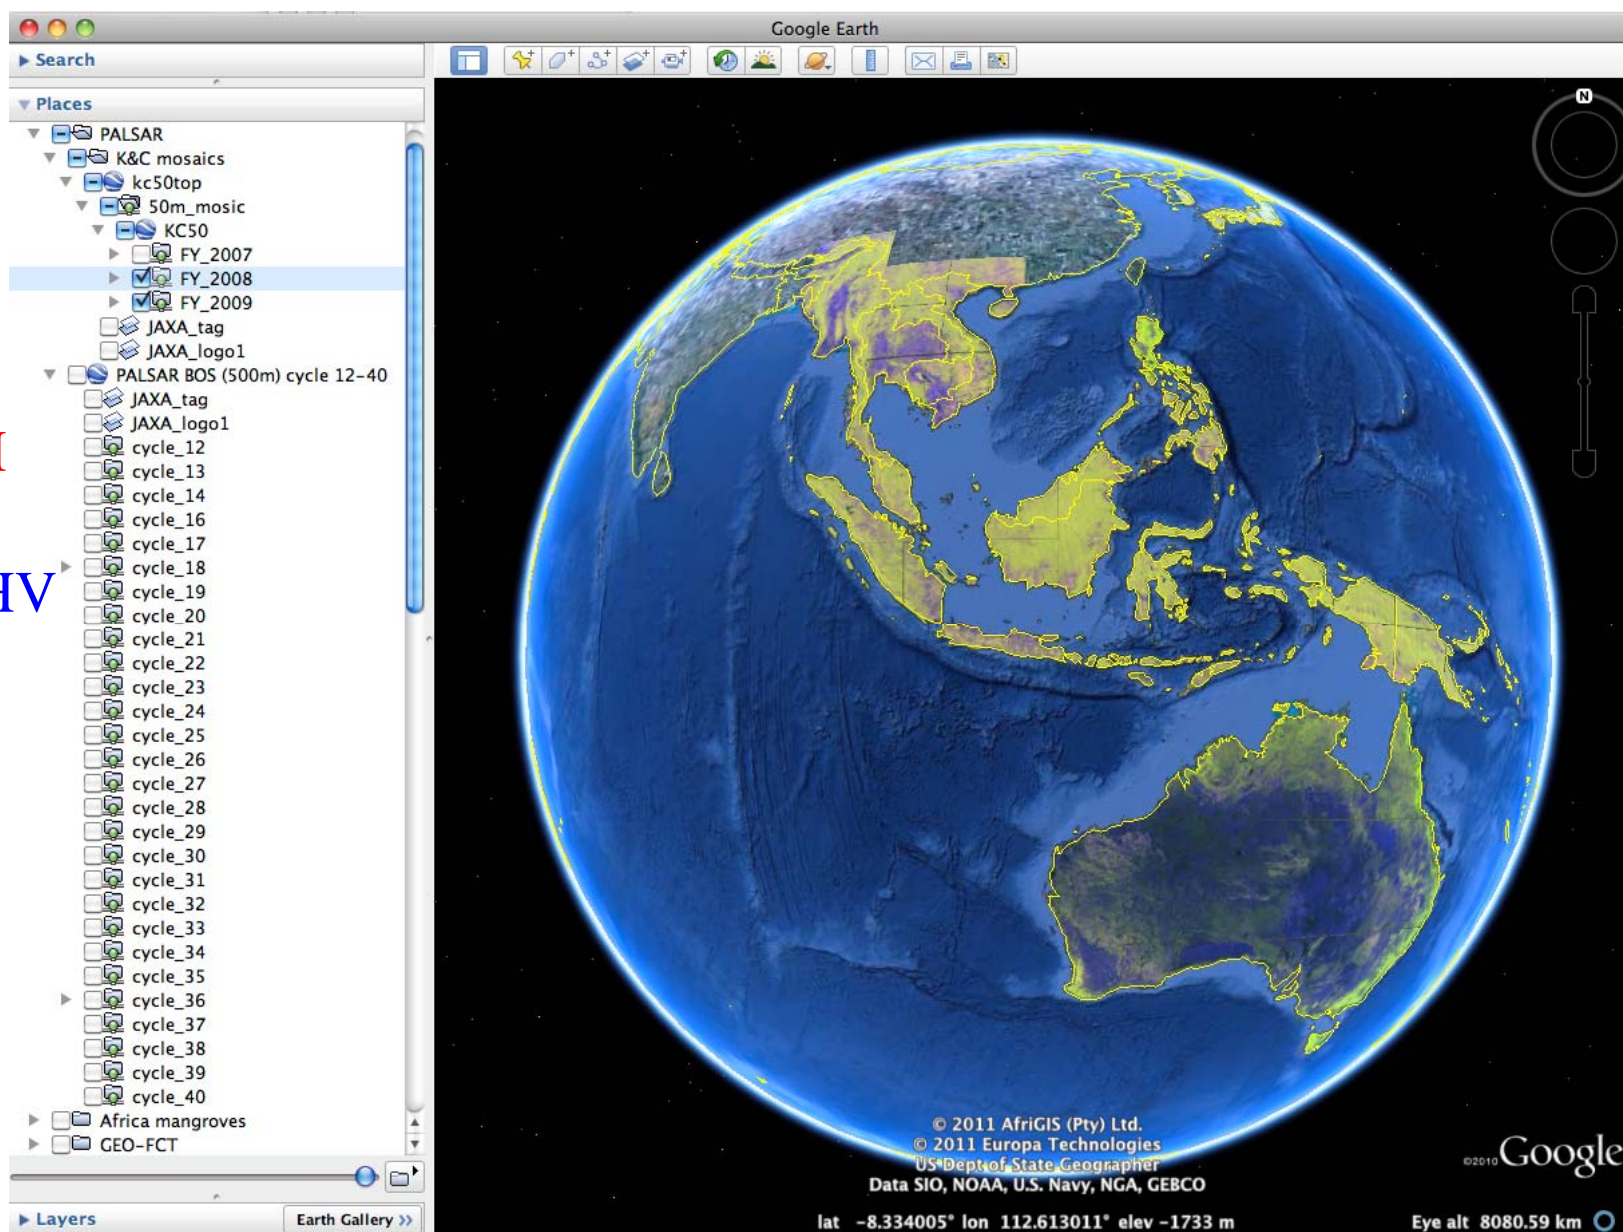 Google Earth
Search
Places
PALSAR
K&C mosaics
kc50top
50m_mosic
KC50
FY_2007
FY_2008
FY_2009
JAXA_tag
JAXA_logo1
PALSAR BOS (500m) cycle 12-40
JAXA_tag
JAXA_logo1
cycle_12
cycle_13
cycle_14
cycle_16
cycle_17
cycle_18
HV
cycle_19
cycle_20
cycle_21
cycle_22
cycle_23
cycle_24
cycle_25
cycle_26
cycle_27
cycle_28
cycle_29
cycle_30
cycle_31
cycle_32
cycle_33
cycle_34
cycle_35
cycle_36
cycle_37
cycle_38
cycle_39
cycle_40
Africa mangroves
GEO-FCT
Layers
Earth Gallery >>
N
© 2011 AfriGIS (Pty) Ltd.
© 2011 Europa Technologies
US Dept of State Geographer
Data SIO, NOAA, U.S. Navy, NGA, GEBCO
©2010 Google
lat -8.334005° lon 112.613011° elev -1733 m
Eye alt 8080.59 km